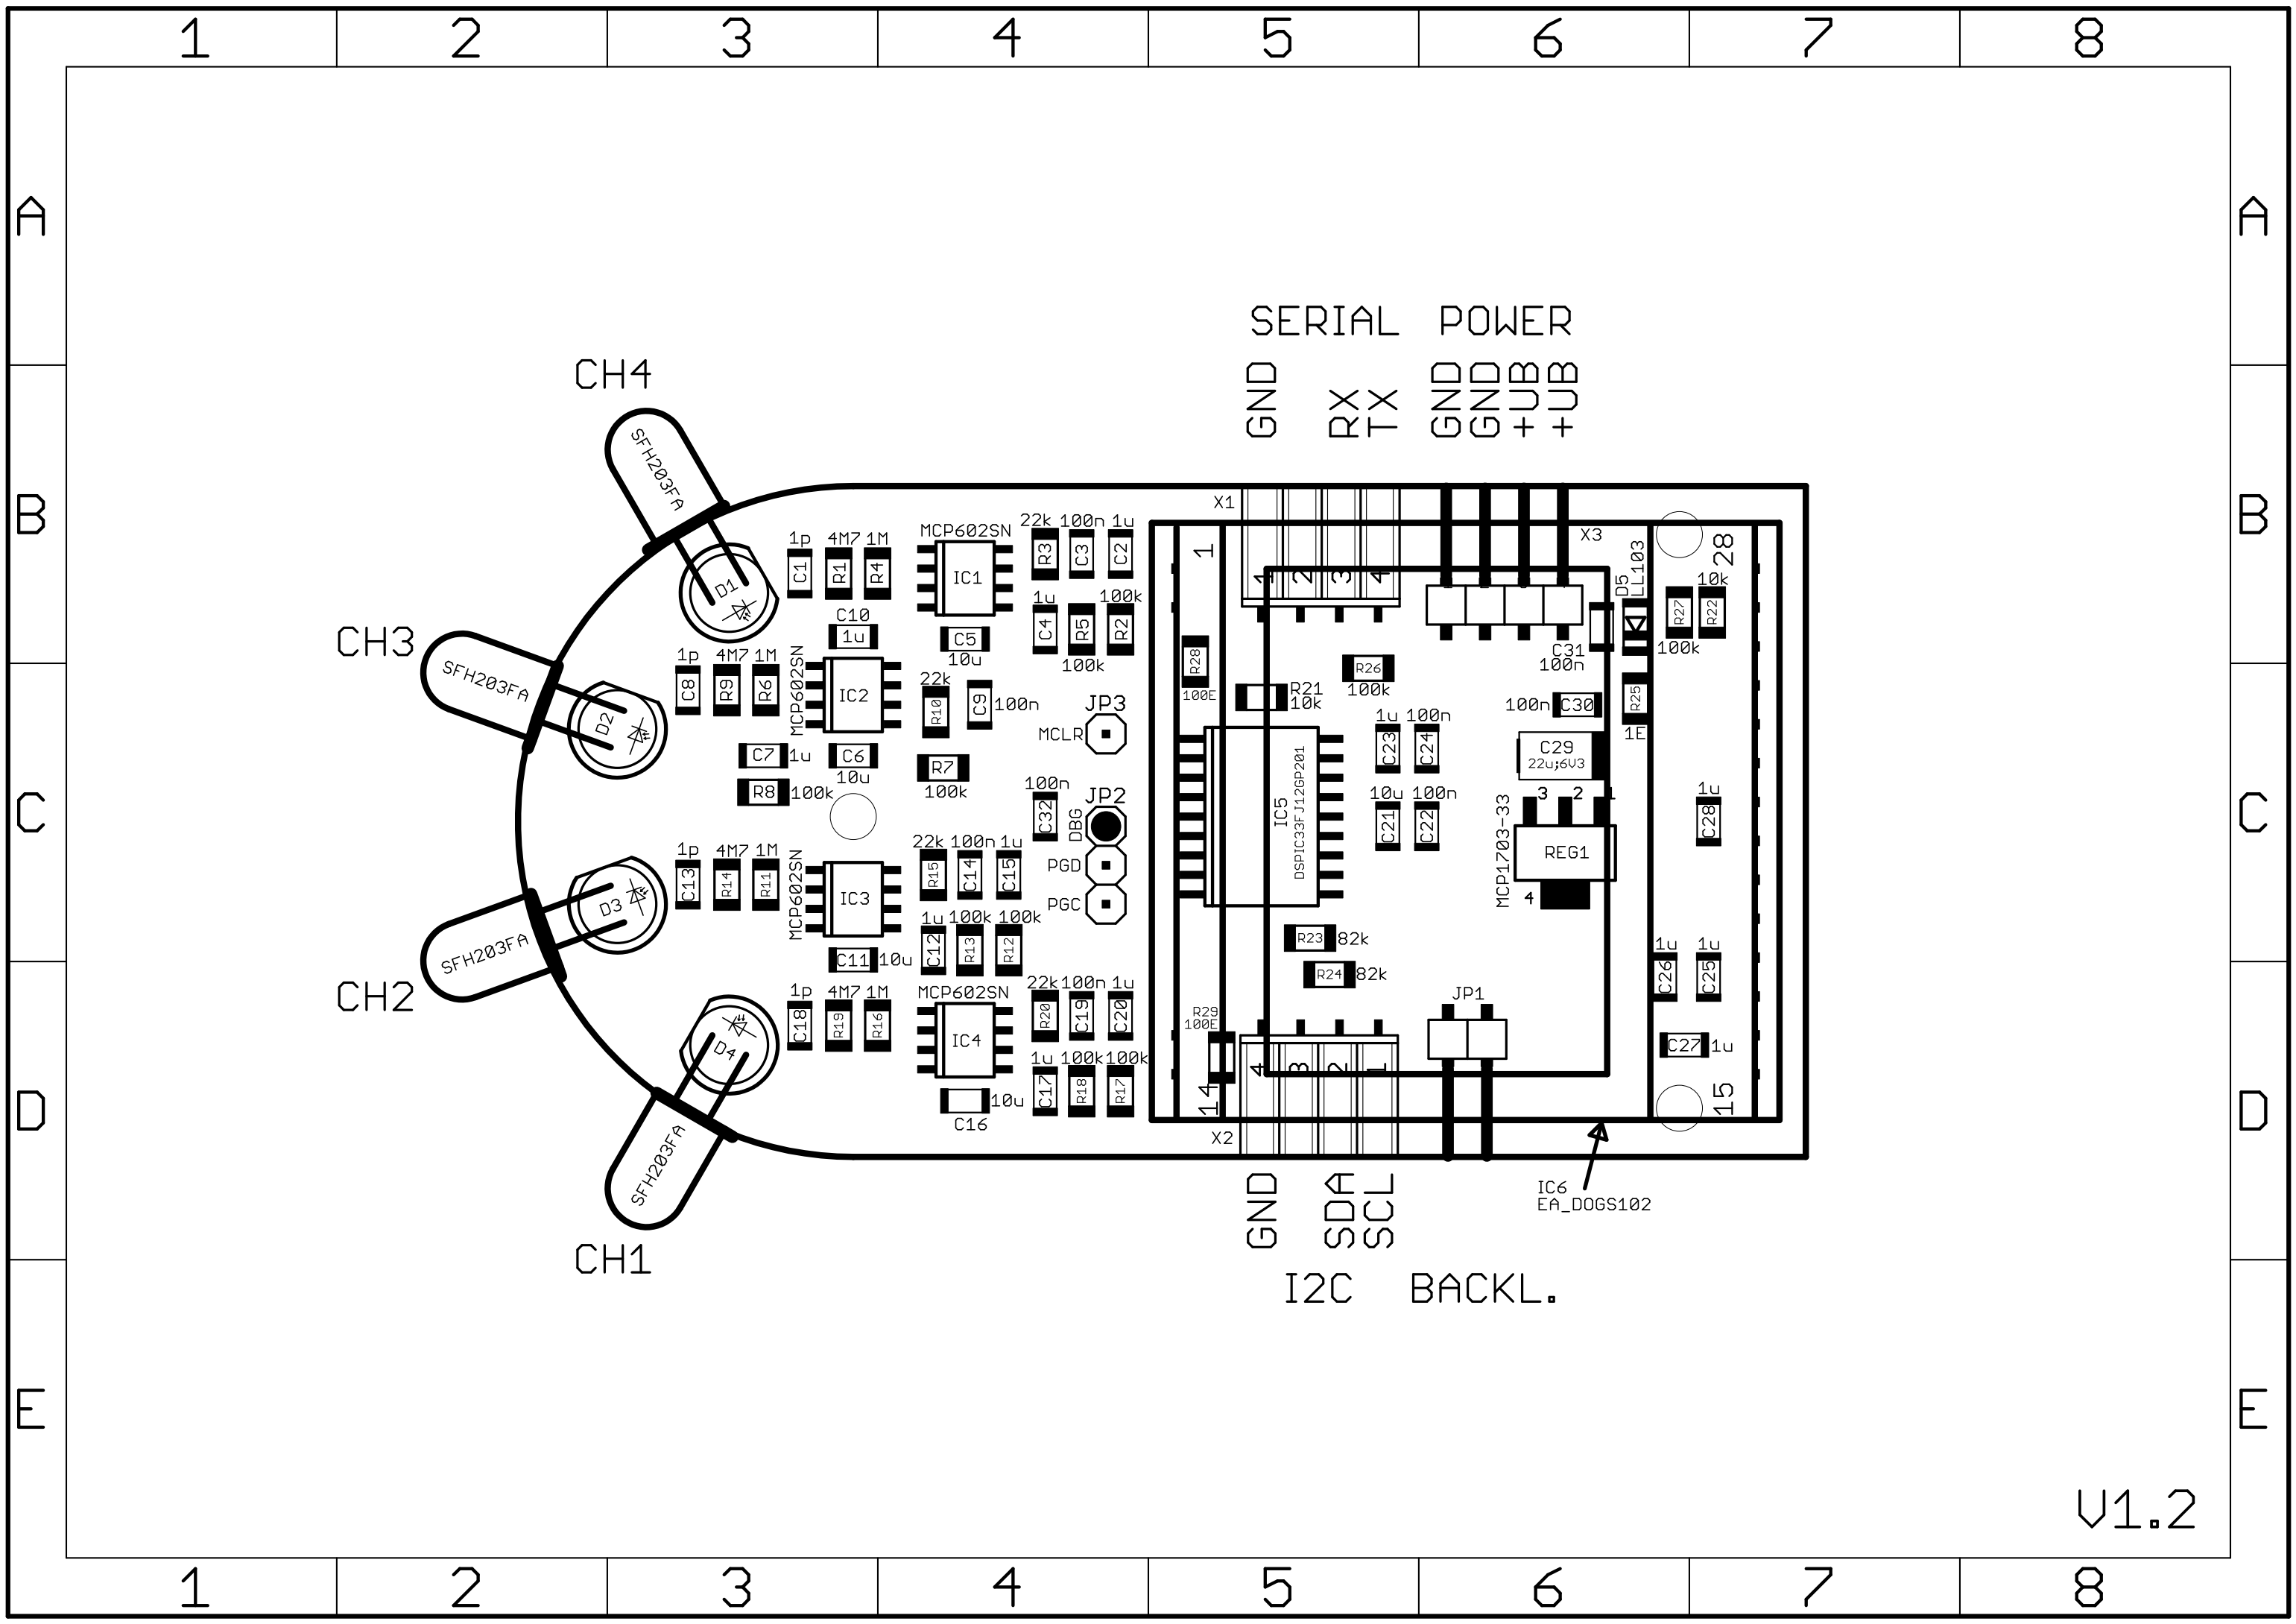 1 2 3 4 5 6 7 8
A A
SERIAL POWER
GND RX TX GND GND +UB +UB
CH4
SFH203FA
B B
X1
X3
1
28
1 2 3 4
D5
LL103
MCP602SN
IC1
22k 100n 1u
R3 C3 C2
1p 4M7 1M
C1 R1 R4
D1
C10
1u
1u 100k
C4 R5 R2
100k
C5
10u
10k
R27 R22
100k
C31
100n
CH3
SFH203FA
D2
1p 4M7 1M
C8 R9 R6
MCP602SN
IC2
22k
R10 C9 100n
R28
100E
R26
100k
R21
10k
100n C30
R25
1E
JP3
MCLR
C7 1u
C6
10u
R8 100k
R7
100k
1u 100n
C23 C24
C29
22u;6V3
IC5
DSPIC33FJ12GP201
100n
C32
JP2
DBG
PGD
PGC
10u 100n
C21 C22
3 2 1
REG1
MCP1703-33
4
1u
C28
C C
1p 4M7 1M
C13 R14 R11
MCP602SN
IC3
22k 100n 1u
R15 C14 C15
D3
1u 100k 100k
C12 R13 R12
C11 10u
R23 82k
R24 82k
1u 1u
C26 C25
SFH203FA
CH2
1p 4M7 1M
C18 R19 R16
D4
MCP602SN
IC4
22k 100n 1u
R20 C19 C20
R29
100E
JP1
C27 1u
1u 100k 100k
C17 R18 R17
10u
C16
4 3 2 1
14
15
D D
X2
SFH203FA
CH1
IC6
EA_DOGS102
GND SDA SCL
I2C BACKL.
E E
V1.2
1 2 3 4 5 6 7 8